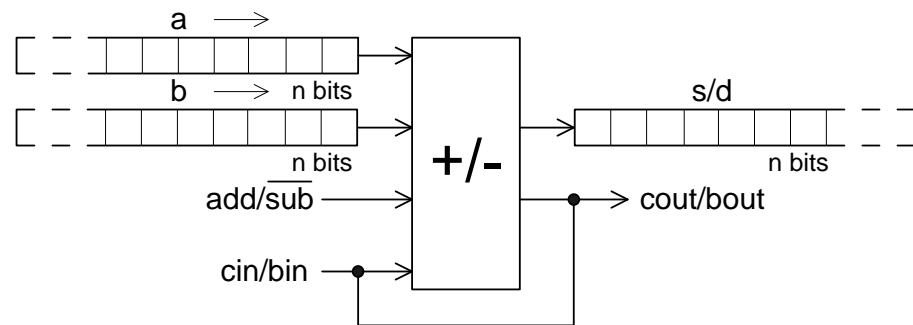 a
n bits
b
n bits
add/sub
cin/bin
+/-
s/d
n bits
cout/bout